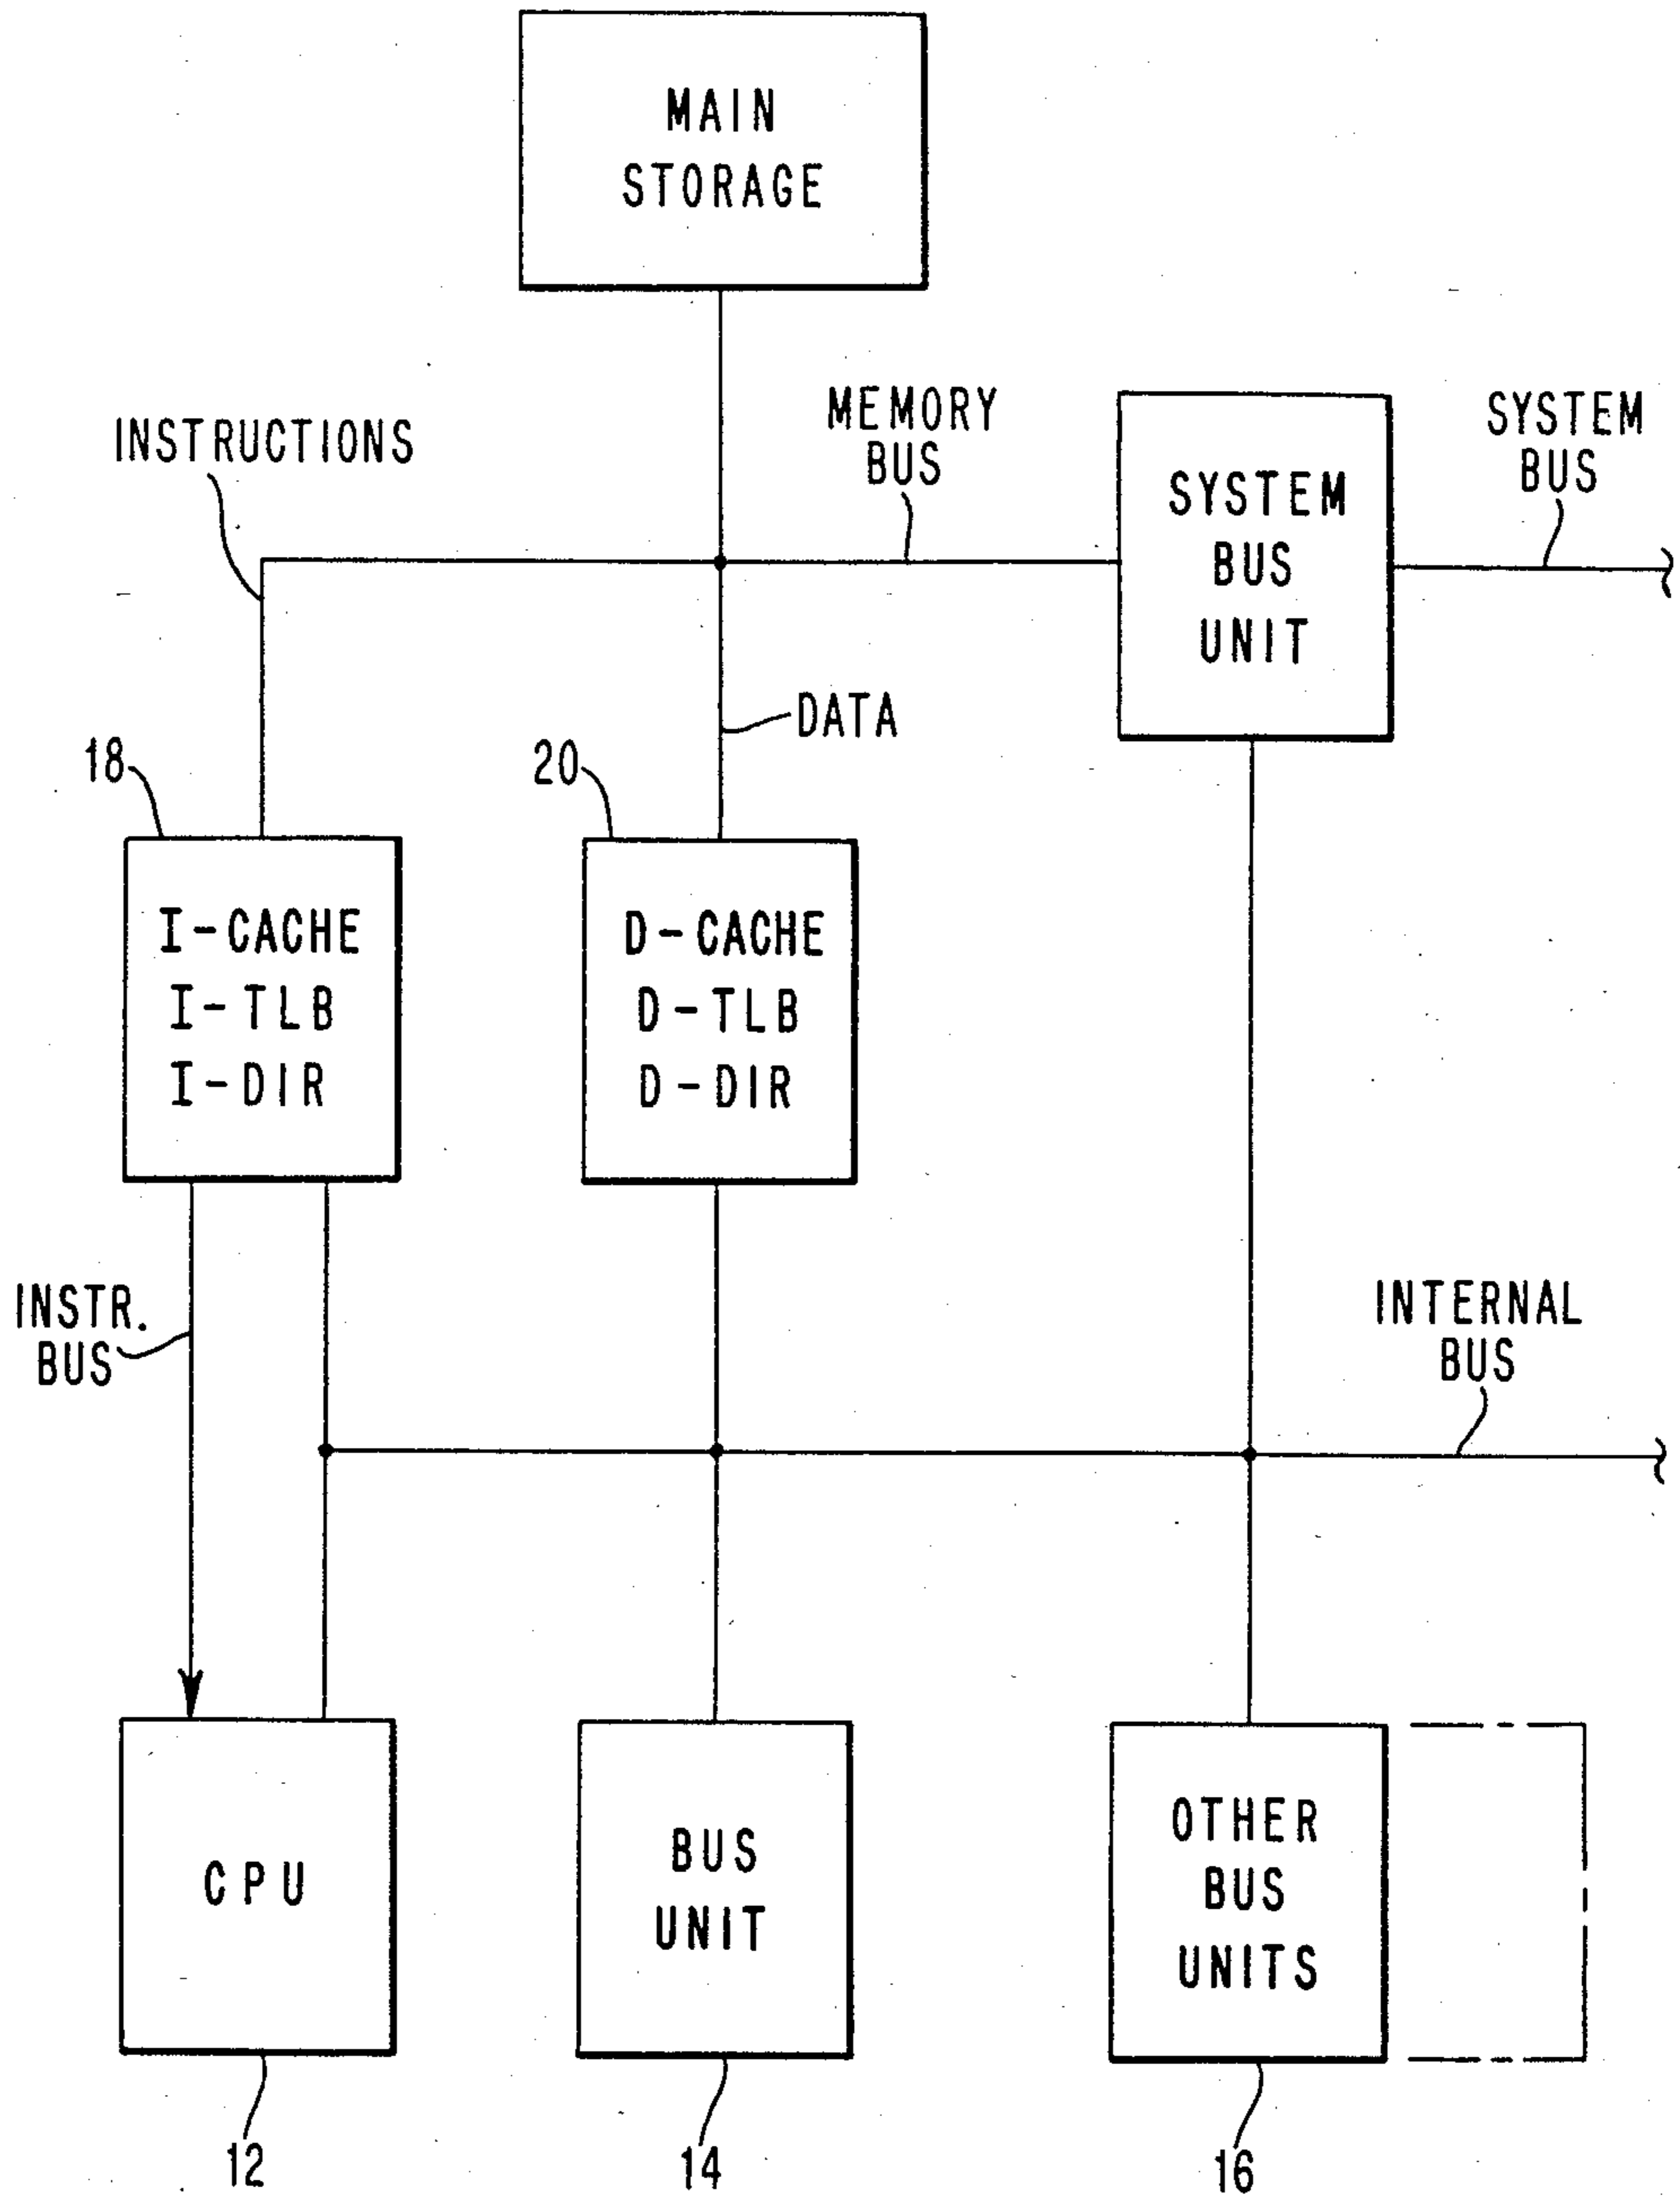 MAIN
STORAGE
INSTRUCTIONS
MEMORY
BUS
SYSTEM
BUS
UNIT
SYSTEM
BUS
DATA
18
20
I-CACHE
I-TLB
I-DIR
D-CACHE
D-TLB
D-DIR
INSTR.
BUS
INTERNAL
BUS
CPU
BUS
UNIT
OTHER
BUS
UNITS
12
14
16